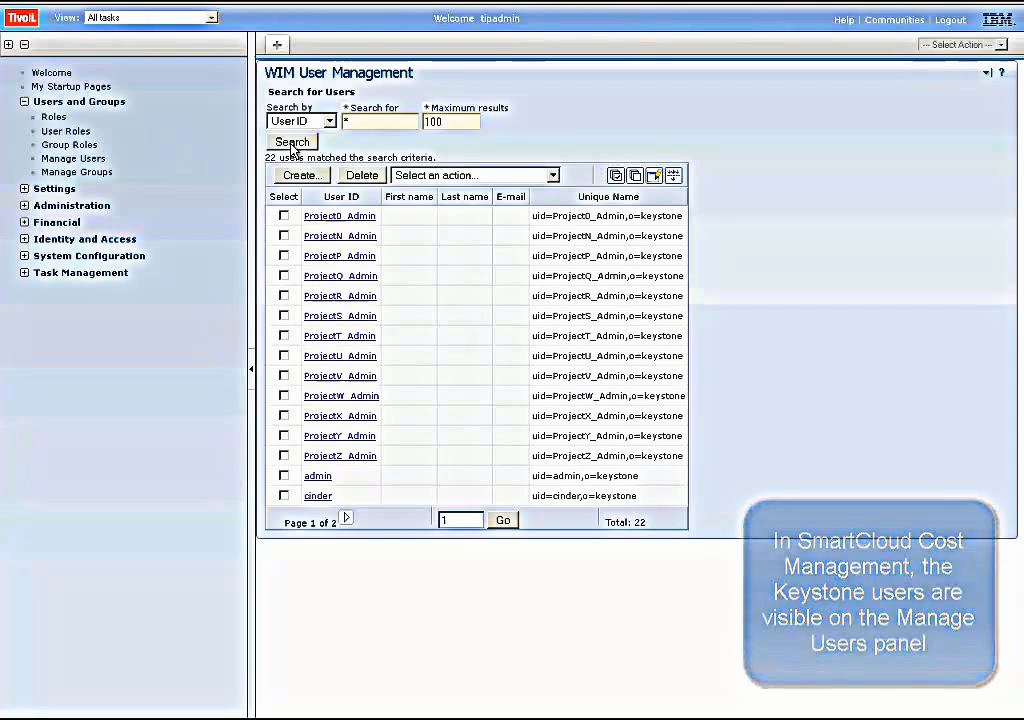 Tivoli. View: All tasks Welcome tipadmin Help | Communities | Logout IBM.
-- Select Action --
Welcome
My Startup Pages
Users and Groups
Roles
User Roles
Group Roles
Manage Users
Manage Groups
Settings
Administration
Financial
Identity and Access
System Configuration
Task Management
WIM User Management
?
Search for Users
Search by * Search for * Maximum results
User ID * 100
Search
22 users matched the search criteria.
Create... Delete Select an action...
Select User ID First name Last name E-mail Unique Name
ProjectO_Admin uid=ProjectO_Admin,o=keystone
ProjectN_Admin uid=ProjectN_Admin,o=keystone
ProjectP_Admin uid=ProjectP_Admin,o=keystone
ProjectQ_Admin uid=ProjectQ_Admin,o=keystone
ProjectR_Admin uid=ProjectR_Admin,o=keystone
ProjectS_Admin uid=ProjectS_Admin,o=keystone
ProjectT_Admin uid=ProjectT_Admin,o=keystone
ProjectU_Admin uid=ProjectU_Admin,o=keystone
ProjectV_Admin uid=ProjectV_Admin,o=keystone
ProjectW_Admin uid=ProjectW_Admin,o=keystone
ProjectX_Admin uid=ProjectX_Admin,o=keystone
ProjectY_Admin uid=ProjectY_Admin,o=keystone
ProjectZ_Admin uid=ProjectZ_Admin,o=keystone
admin uid=admin,o=keystone
cinder uid=cinder,o=keystone
Page 1 of 2 1 Go Total: 22
In SmartCloud Cost
Management, the
Keystone users are
visible on the Manage
Users panel